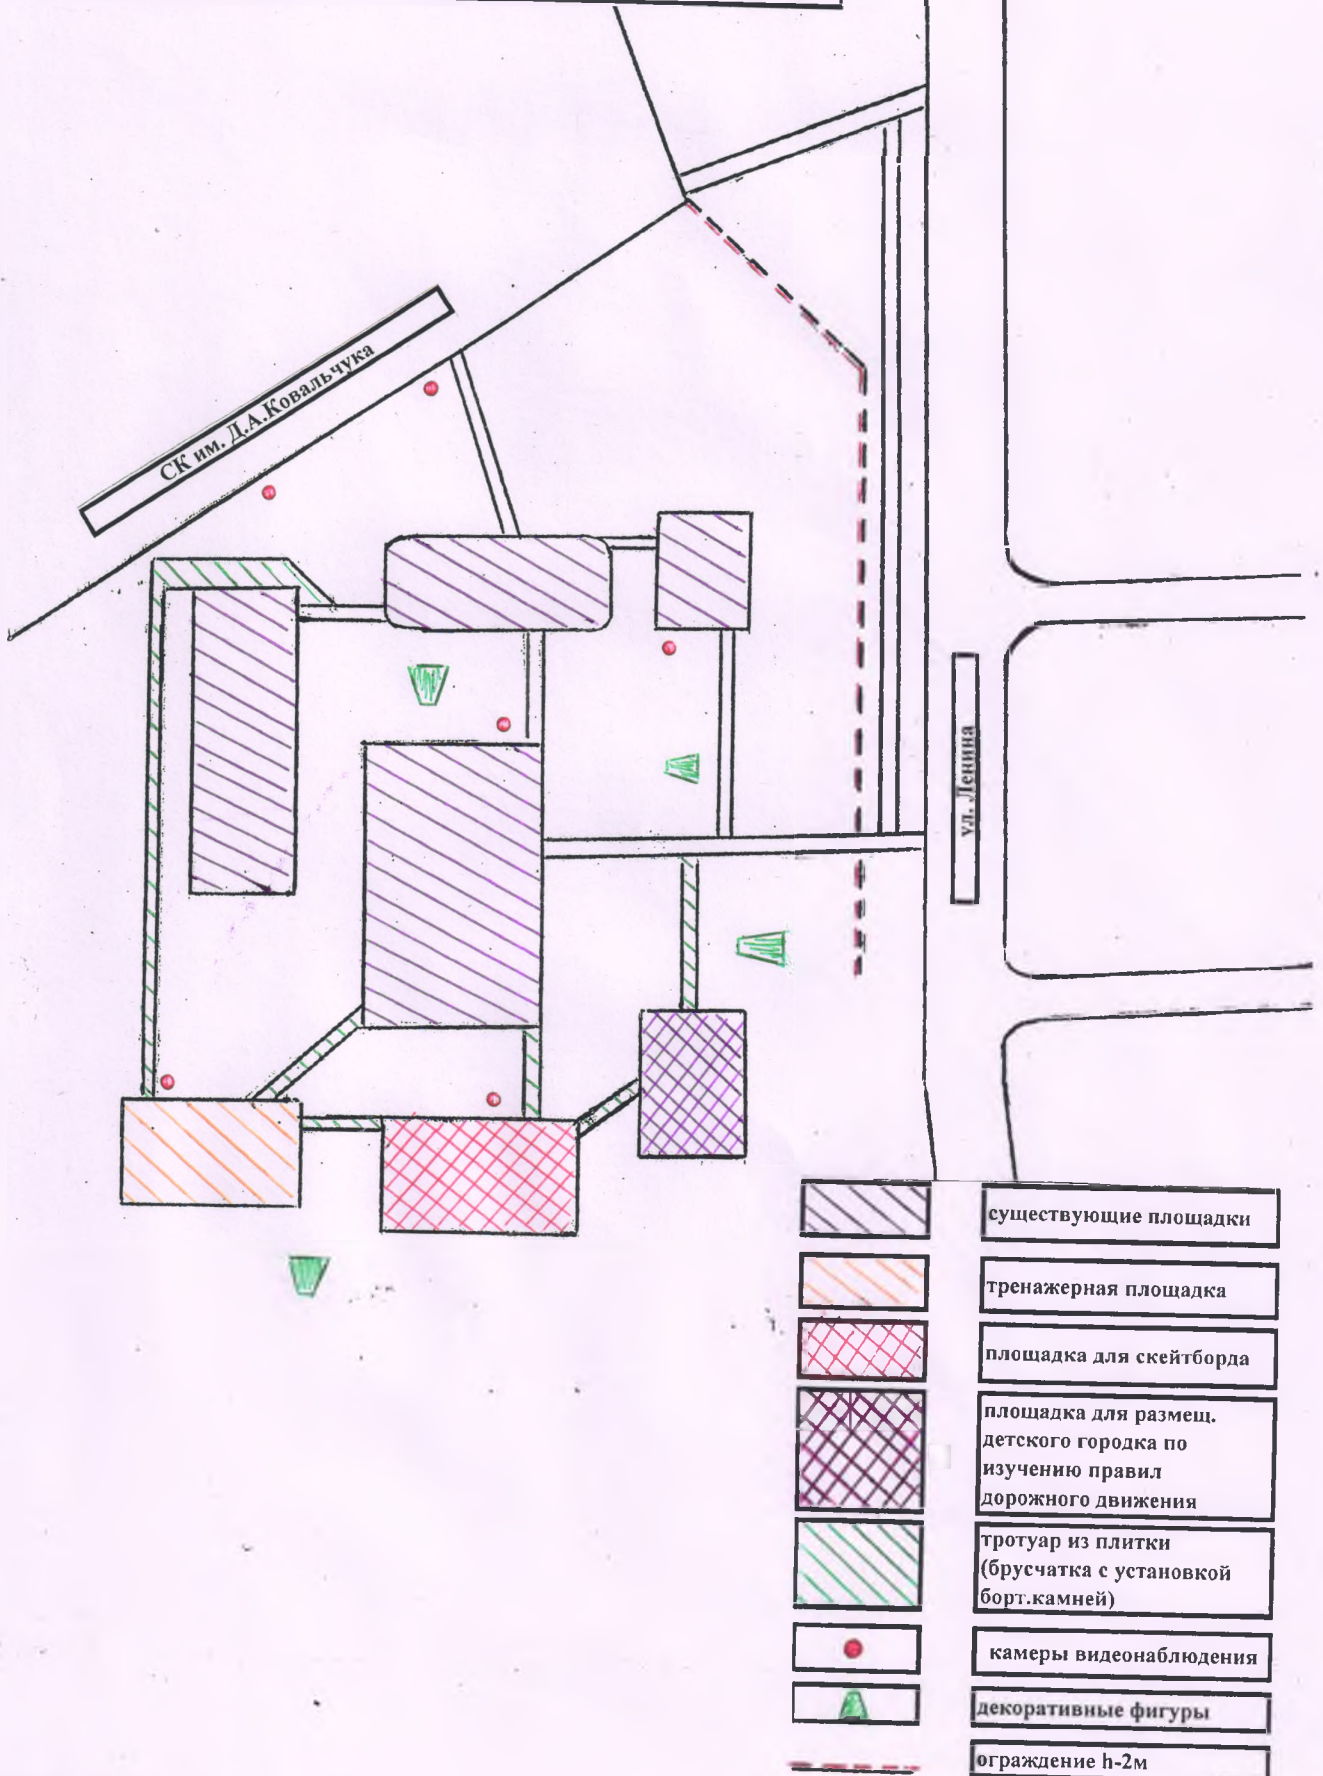 СК им. Д.А.Ковальчука
ул. Ленина
существующие площадки
тренажерная площадка
площадка для скейтборда
площадка для размещ.
детского городка по
изучению правил
дорожного движения
тротуар из плитки
(брусчатка с установкой
борт.камней)
камеры видеонаблюдения
декоративные фигуры
ограждение h-2м